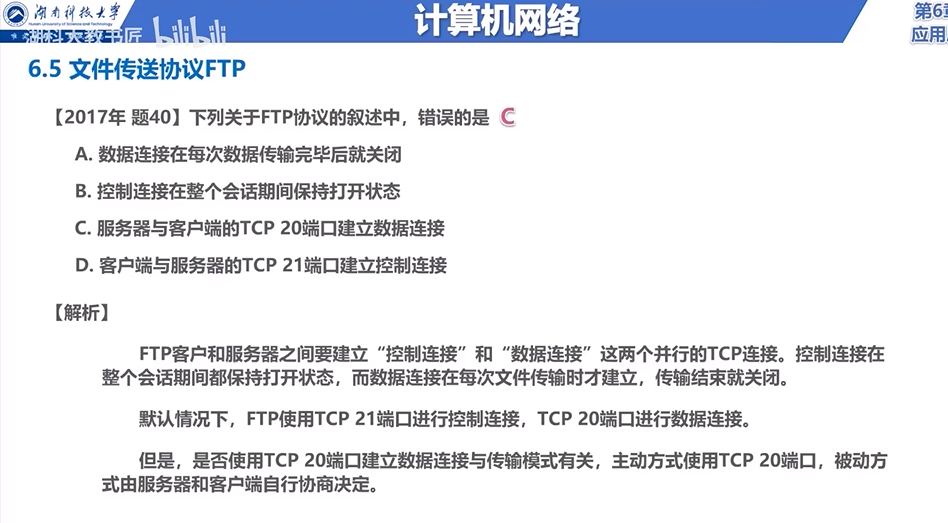 湖南科技大学
Hunan University of Science and Technology
计算机网络
第6章
湖科大教书匠 bilibili
应用
6.5 文件传送协议FTP
【2017年 题40】下列关于FTP协议的叙述中，错误的是 C
A. 数据连接在每次数据传输完毕后就关闭
B. 控制连接在整个会话期间保持打开状态
C. 服务器与客户端的TCP 20端口建立数据连接
D. 客户端与服务器的TCP 21端口建立控制连接
【解析】
FTP客户和服务器之间要建立“控制连接”和“数据连接”这两个并行的TCP连接。控制连接在
整个会话期间都保持打开状态，而数据连接在每次文件传输时才建立，传输结束就关闭。
默认情况下，FTP使用TCP 21端口进行控制连接，TCP 20端口进行数据连接。
但是，是否使用TCP 20端口建立数据连接与传输模式有关，主动方式使用TCP 20端口，被动方
式由服务器和客户端自行协商决定。